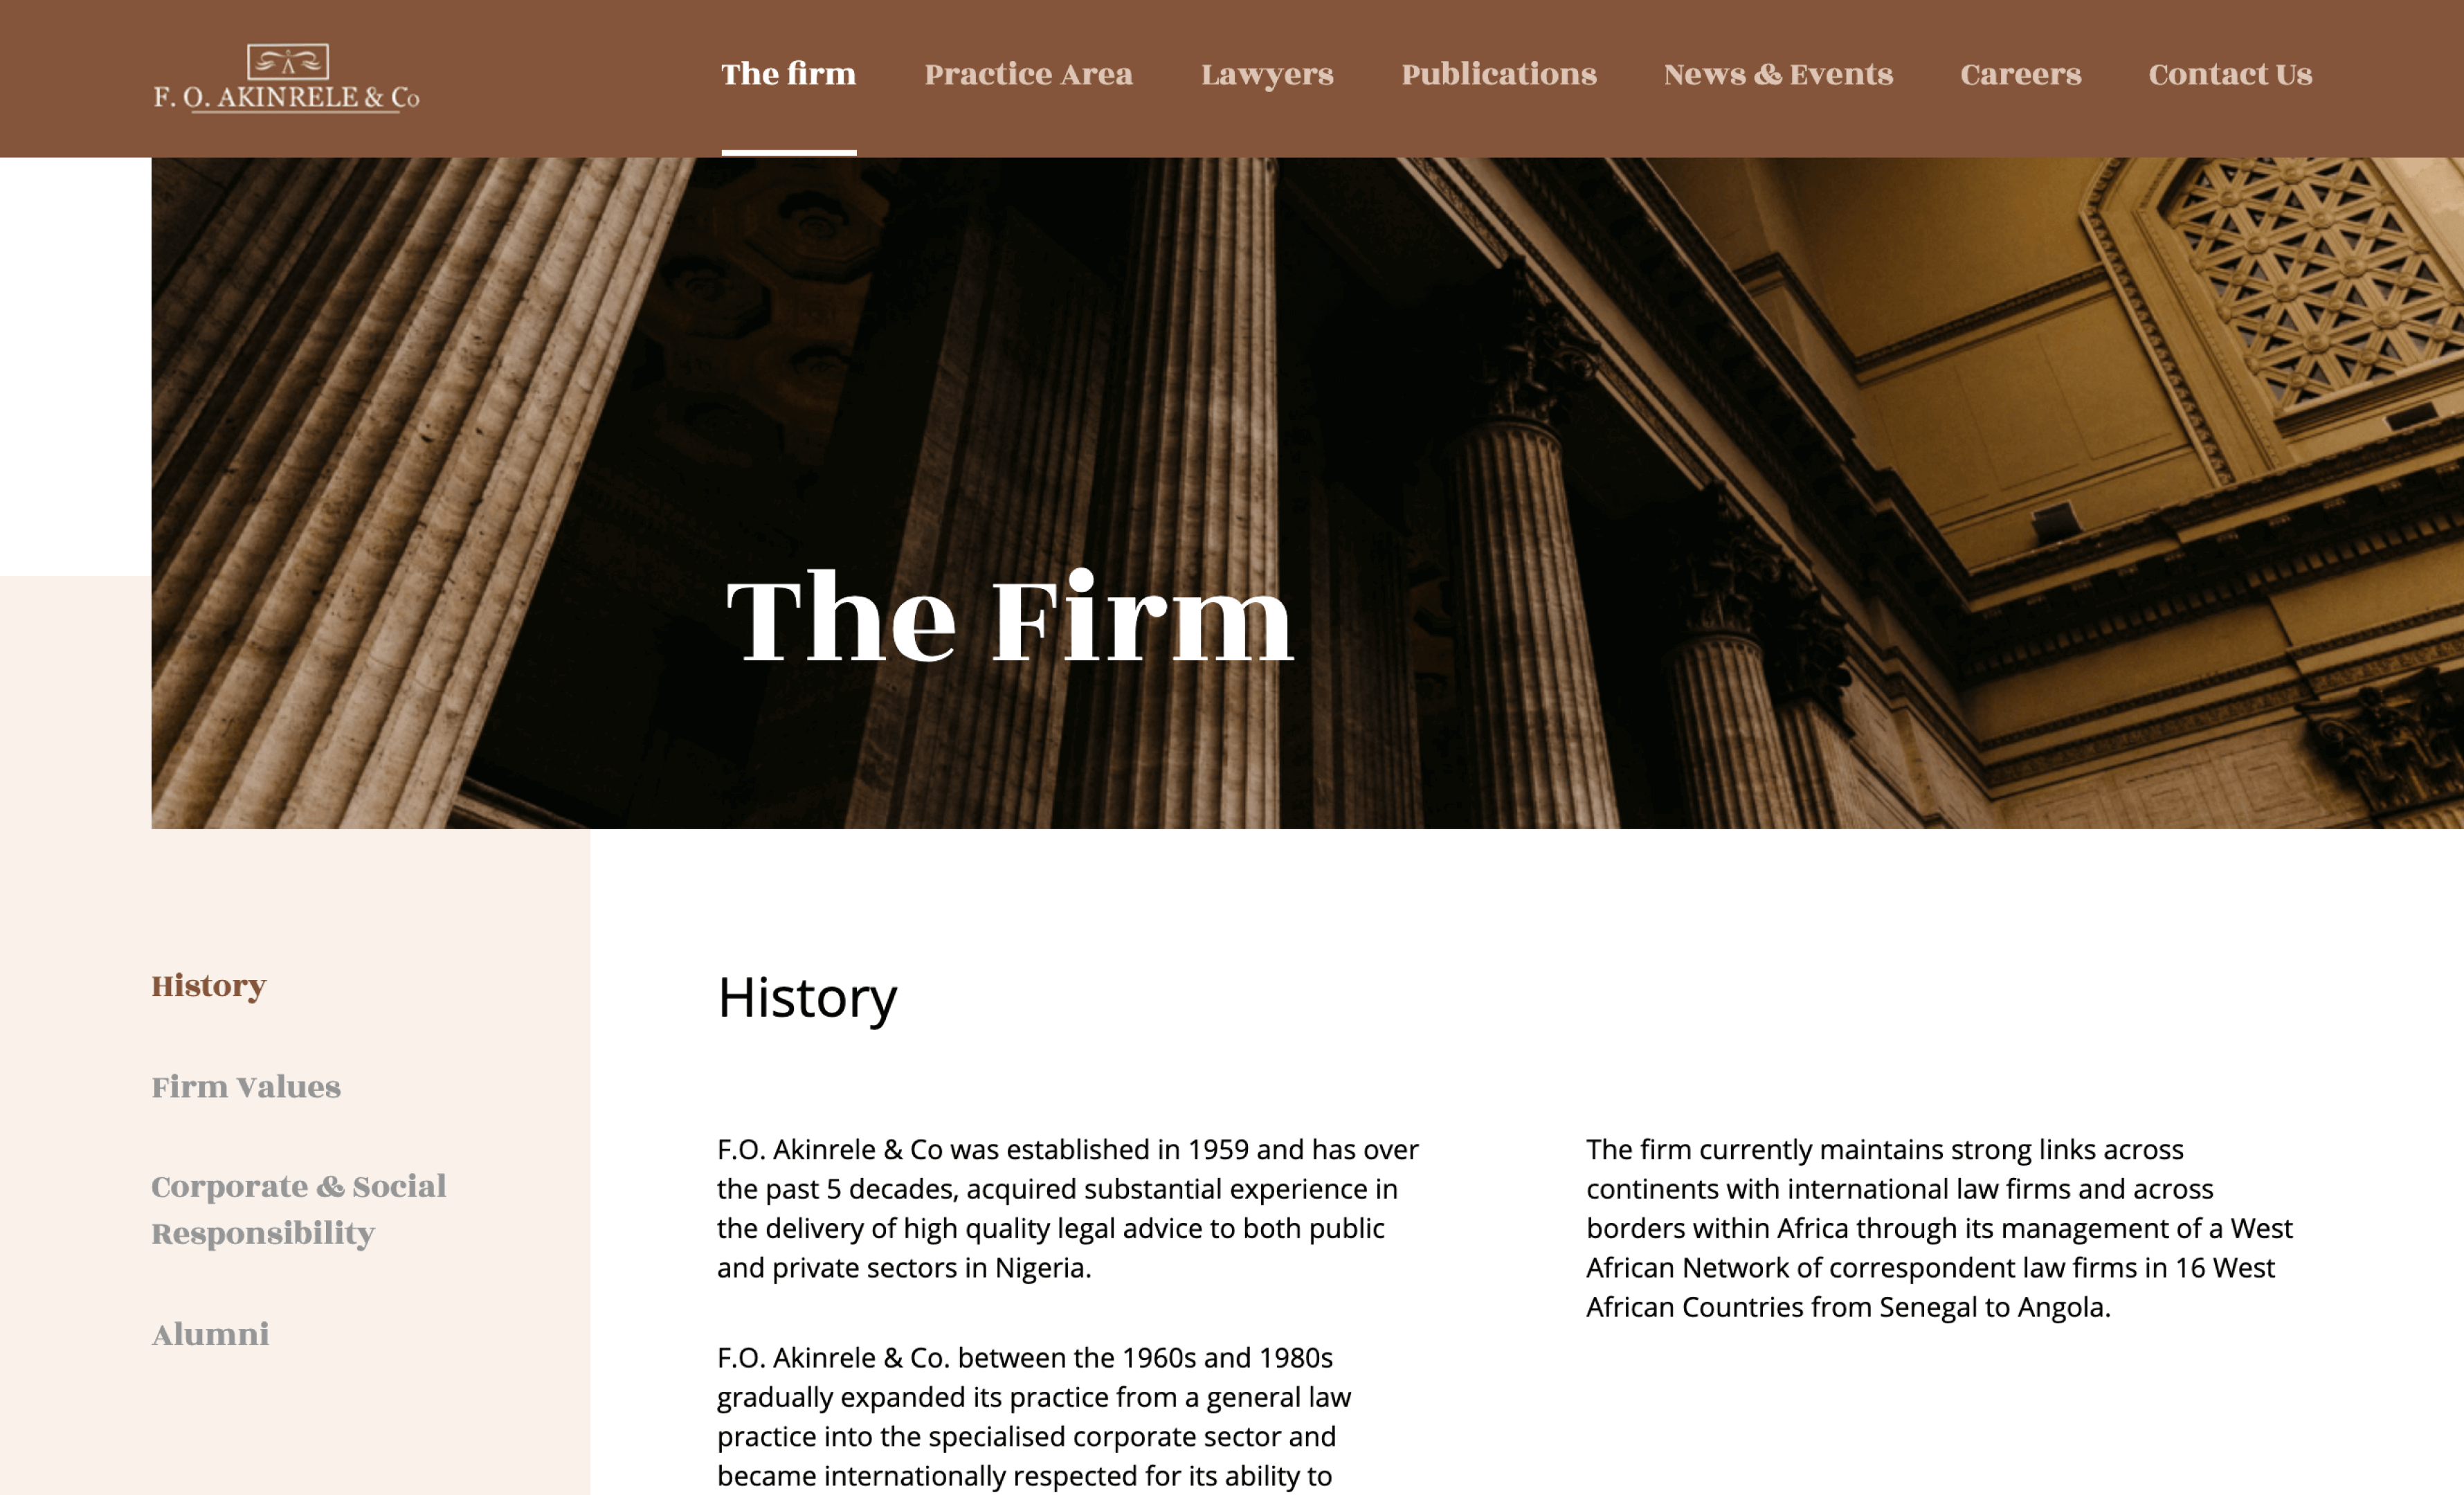 F. O. AKINRELE & Co
The firm
Practice Area
Lawyers
Publications
News & Events
Careers
Contact Us
The Firm
History
Firm Values
Corporate & Social
Responsibility
Alumni
History
F.O. Akinrele & Co was established in 1959 and has over
the past 5 decades, acquired substantial experience in
the delivery of high quality legal advice to both public
and private sectors in Nigeria.
F.O. Akinrele & Co. between the 1960s and 1980s
gradually expanded its practice from a general law
practice into the specialised corporate sector and
became internationally respected for its ability to
The firm currently maintains strong links across
continents with international law firms and across
borders within Africa through its management of a West
African Network of correspondent law firms in 16 West
African Countries from Senegal to Angola.